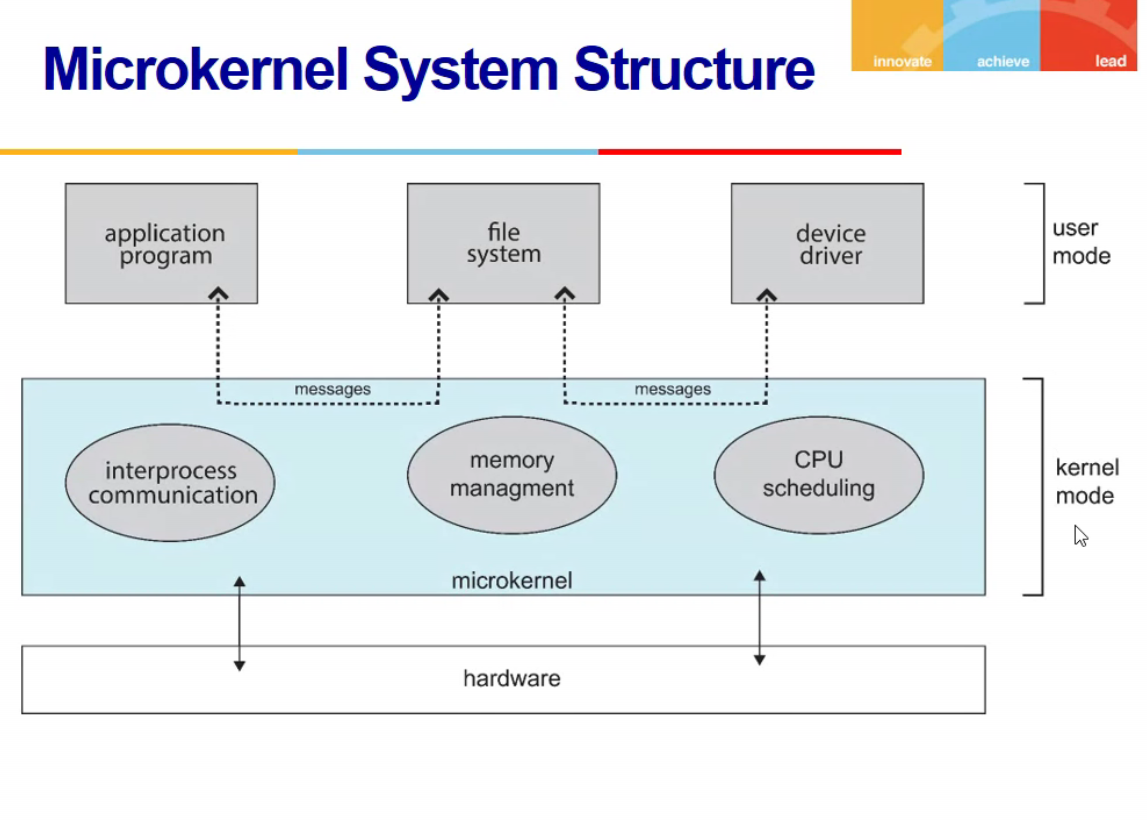 Microkernel System Structure
innovate achieve lead
application
program
file
system
device
driver
user
mode
messages
messages
interprocess
communication
memory
managment
CPU
scheduling
kernel
mode
microkernel
hardware